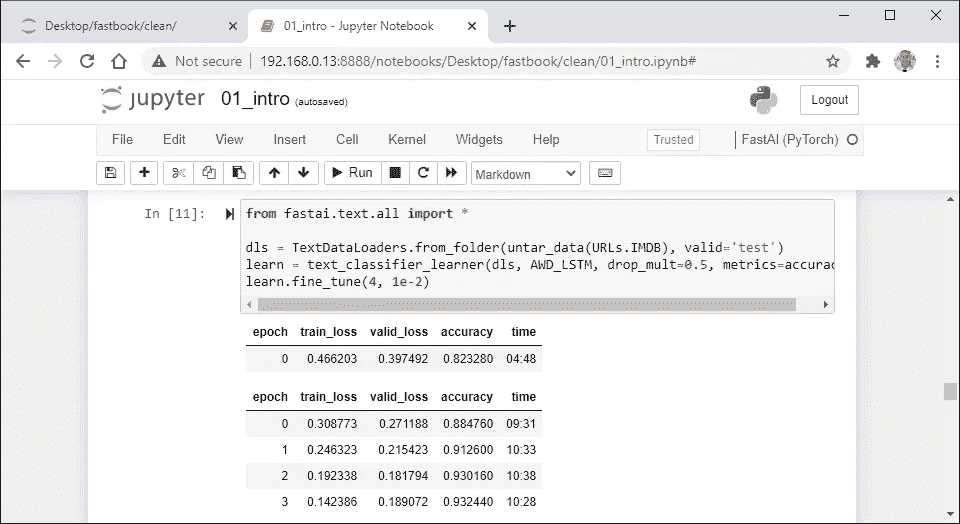 Desktop/fastbook/clean/
01_intro - Jupyter Notebook
Not secure 192.168.0.13:8888/notebooks/Desktop/fastbook/clean/01_intro.ipynb#
jupyter 01_intro (autosaved) Logout
File Edit View Insert Cell Kernel Widgets Help Trusted FastAI (PyTorch)
Run Markdown
In [11]: from fastai.text.all import *
dls = TextDataLoaders.from_folder(untar_data(URLs.IMDB), valid='test')
learn = text_classifier_learner(dls, AWD_LSTM, drop_mult=0.5, metrics=accurac
learn.fine_tune(4, 1e-2)
epoch train_loss valid_loss accuracy time
0 0.466203 0.397492 0.823280 04:48
epoch train_loss valid_loss accuracy time
0 0.308773 0.271188 0.884760 09:31
1 0.246323 0.215423 0.912600 10:33
2 0.192338 0.181794 0.930160 10:38
3 0.142386 0.189072 0.932440 10:28